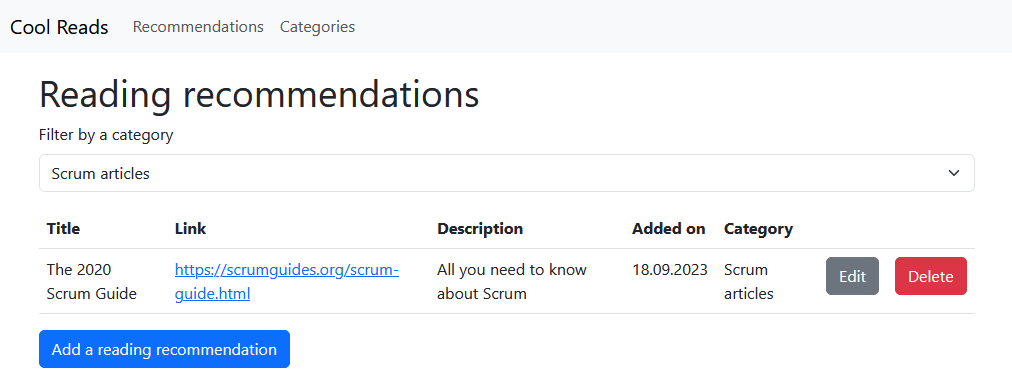 Cool Reads Recommendations Categories
Reading recommendations
Filter by a category
Scrum articles
Title Link Description Added on Category
The 2020 https://scrumguides.org/scrum- All you need to know 18.09.2023 Scrum Edit Delete
Scrum Guide guide.html about Scrum articles
Add a reading recommendation